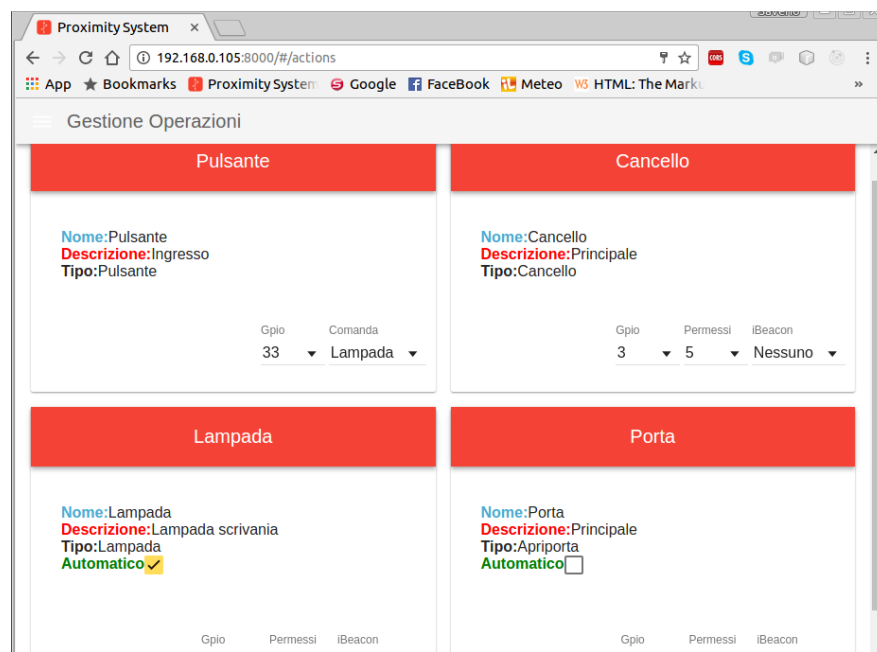 Proximity System
192.168.0.105:8000/#/actions
App Bookmarks Proximity System Google FaceBook Meteo HTML: The Marku
Gestione Operazioni
Pulsante
Nome:Pulsante
Descrizione:Ingresso
Tipo:Pulsante
Gpio Comanda
33 Lampada
Cancello
Nome:Cancello
Descrizione:Principale
Tipo:Cancello
Gpio Permessi iBeacon
3 5 Nessuno
Lampada
Nome:Lampada
Descrizione:Lampada scrivania
Tipo:Lampada
Automatico
Gpio Permessi iBeacon
Porta
Nome:Porta
Descrizione:Principale
Tipo:Apriporta
Automatico
Gpio Permessi iBeacon